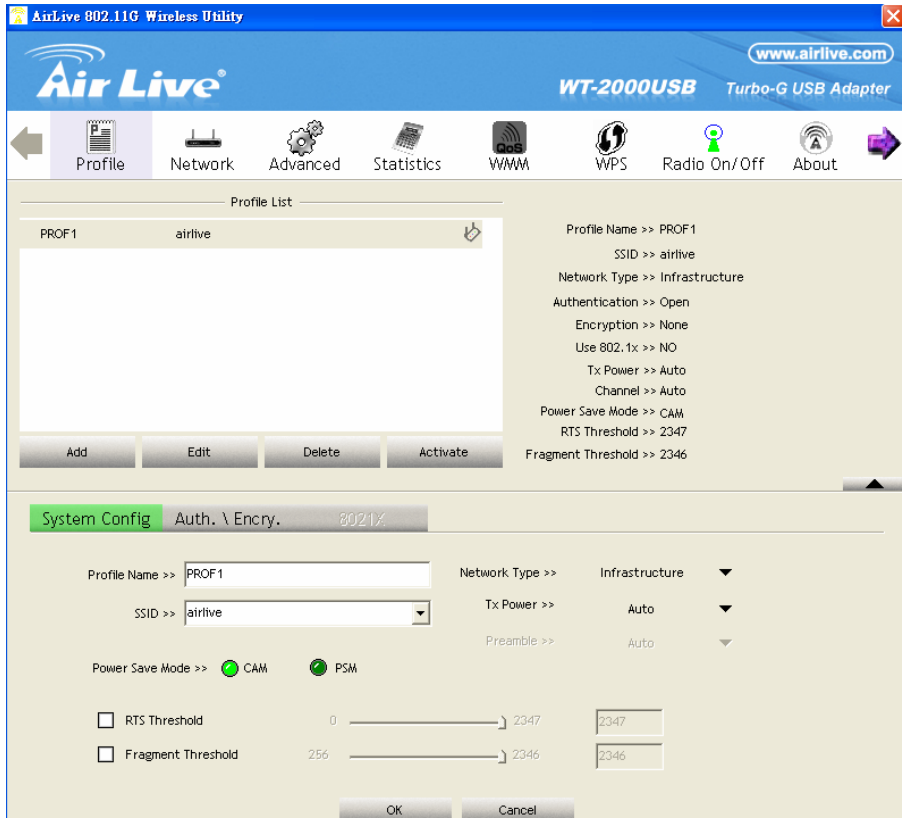 AirLive 802.11G Wireless Utility
www.airlive.com
Air Live®
WT-2000USB Turbo-G USB Adapter
Profile Network Advanced Statistics QoS WMM WPS Radio On/Off About
Profile List
PROF1 airlive
Profile Name >> PROF1
SSID >> airlive
Network Type >> Infrastructure
Authentication >> Open
Encryption >> None
Use 802.1x >> NO
Tx Power >> Auto
Channel >> Auto
Power Save Mode >> CAM
RTS Threshold >> 2347
Fragment Threshold >> 2346
Add Edit Delete Activate
System Config Auth. \ Encry. 8021X
Profile Name >> PROF1 Network Type >> Infrastructure
SSID >> airlive Tx Power >> Auto
Preamble >> Auto
Power Save Mode >> CAM PSM
RTS Threshold 0 2347 2347
Fragment Threshold 256 2346 2346
OK Cancel